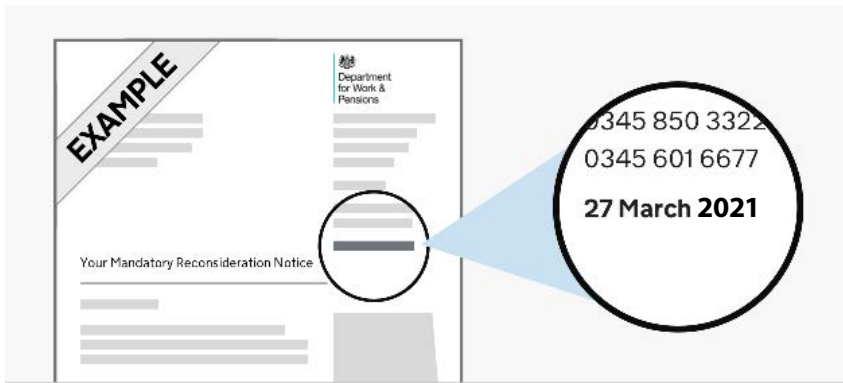 EXAMPLE
Department
for Work &
Pensions
Your Mandatory Reconsideration Notice
0345 850 3322
0345 601 6677
27 March 2021